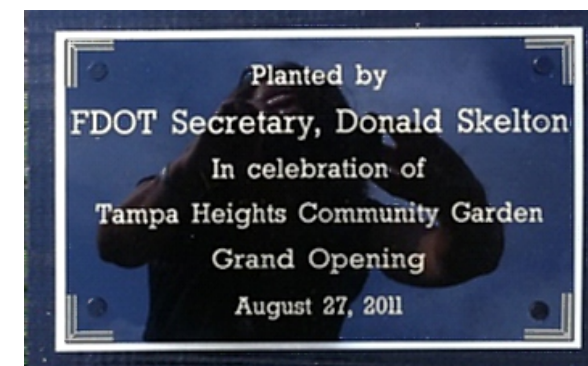 Planted by
FDOT Secretary, Donald Skelton
In celebration of
Tampa Heights Community Garden
Grand Opening
August 27, 2011